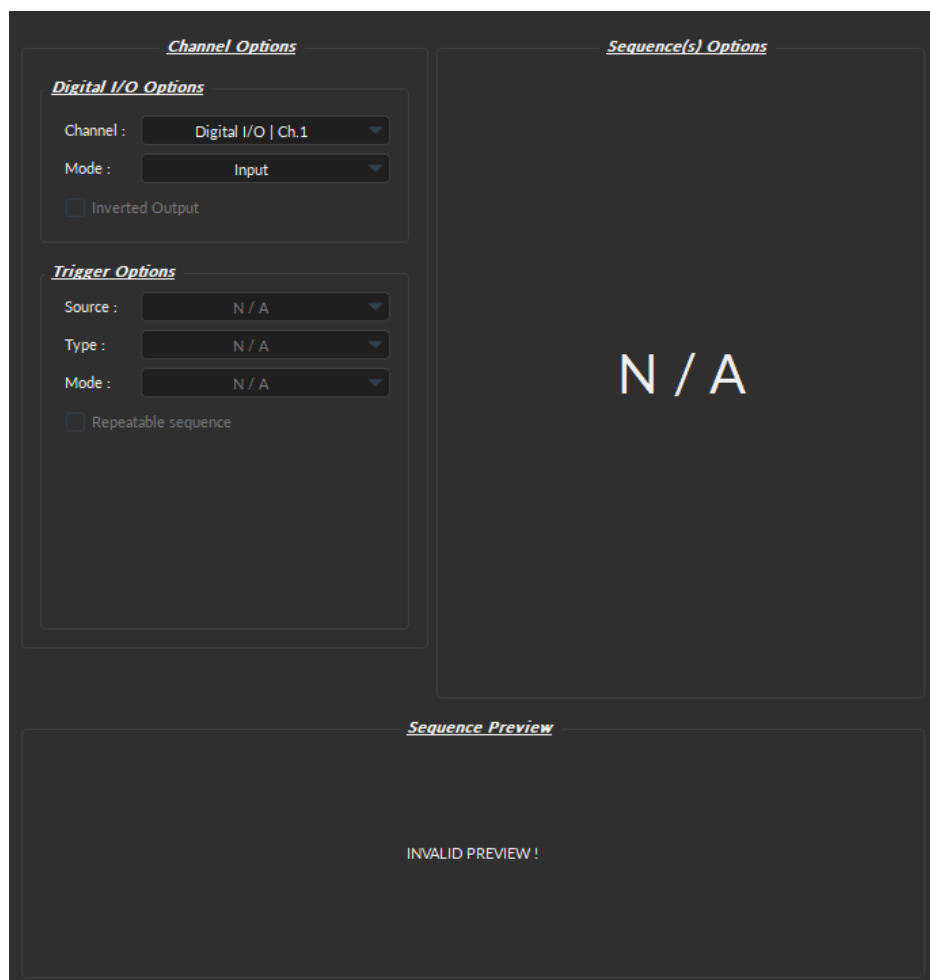 Channel Options
Digital I/O Options
Channel :
Digital I/O | Ch.1
Mode :
Input
Inverted Output
Trigger Options
Source :
N / A
Type :
N / A
Mode :
N / A
Repeatable sequence
Sequence(s) Options
N / A
Sequence Preview
INVALID PREVIEW !